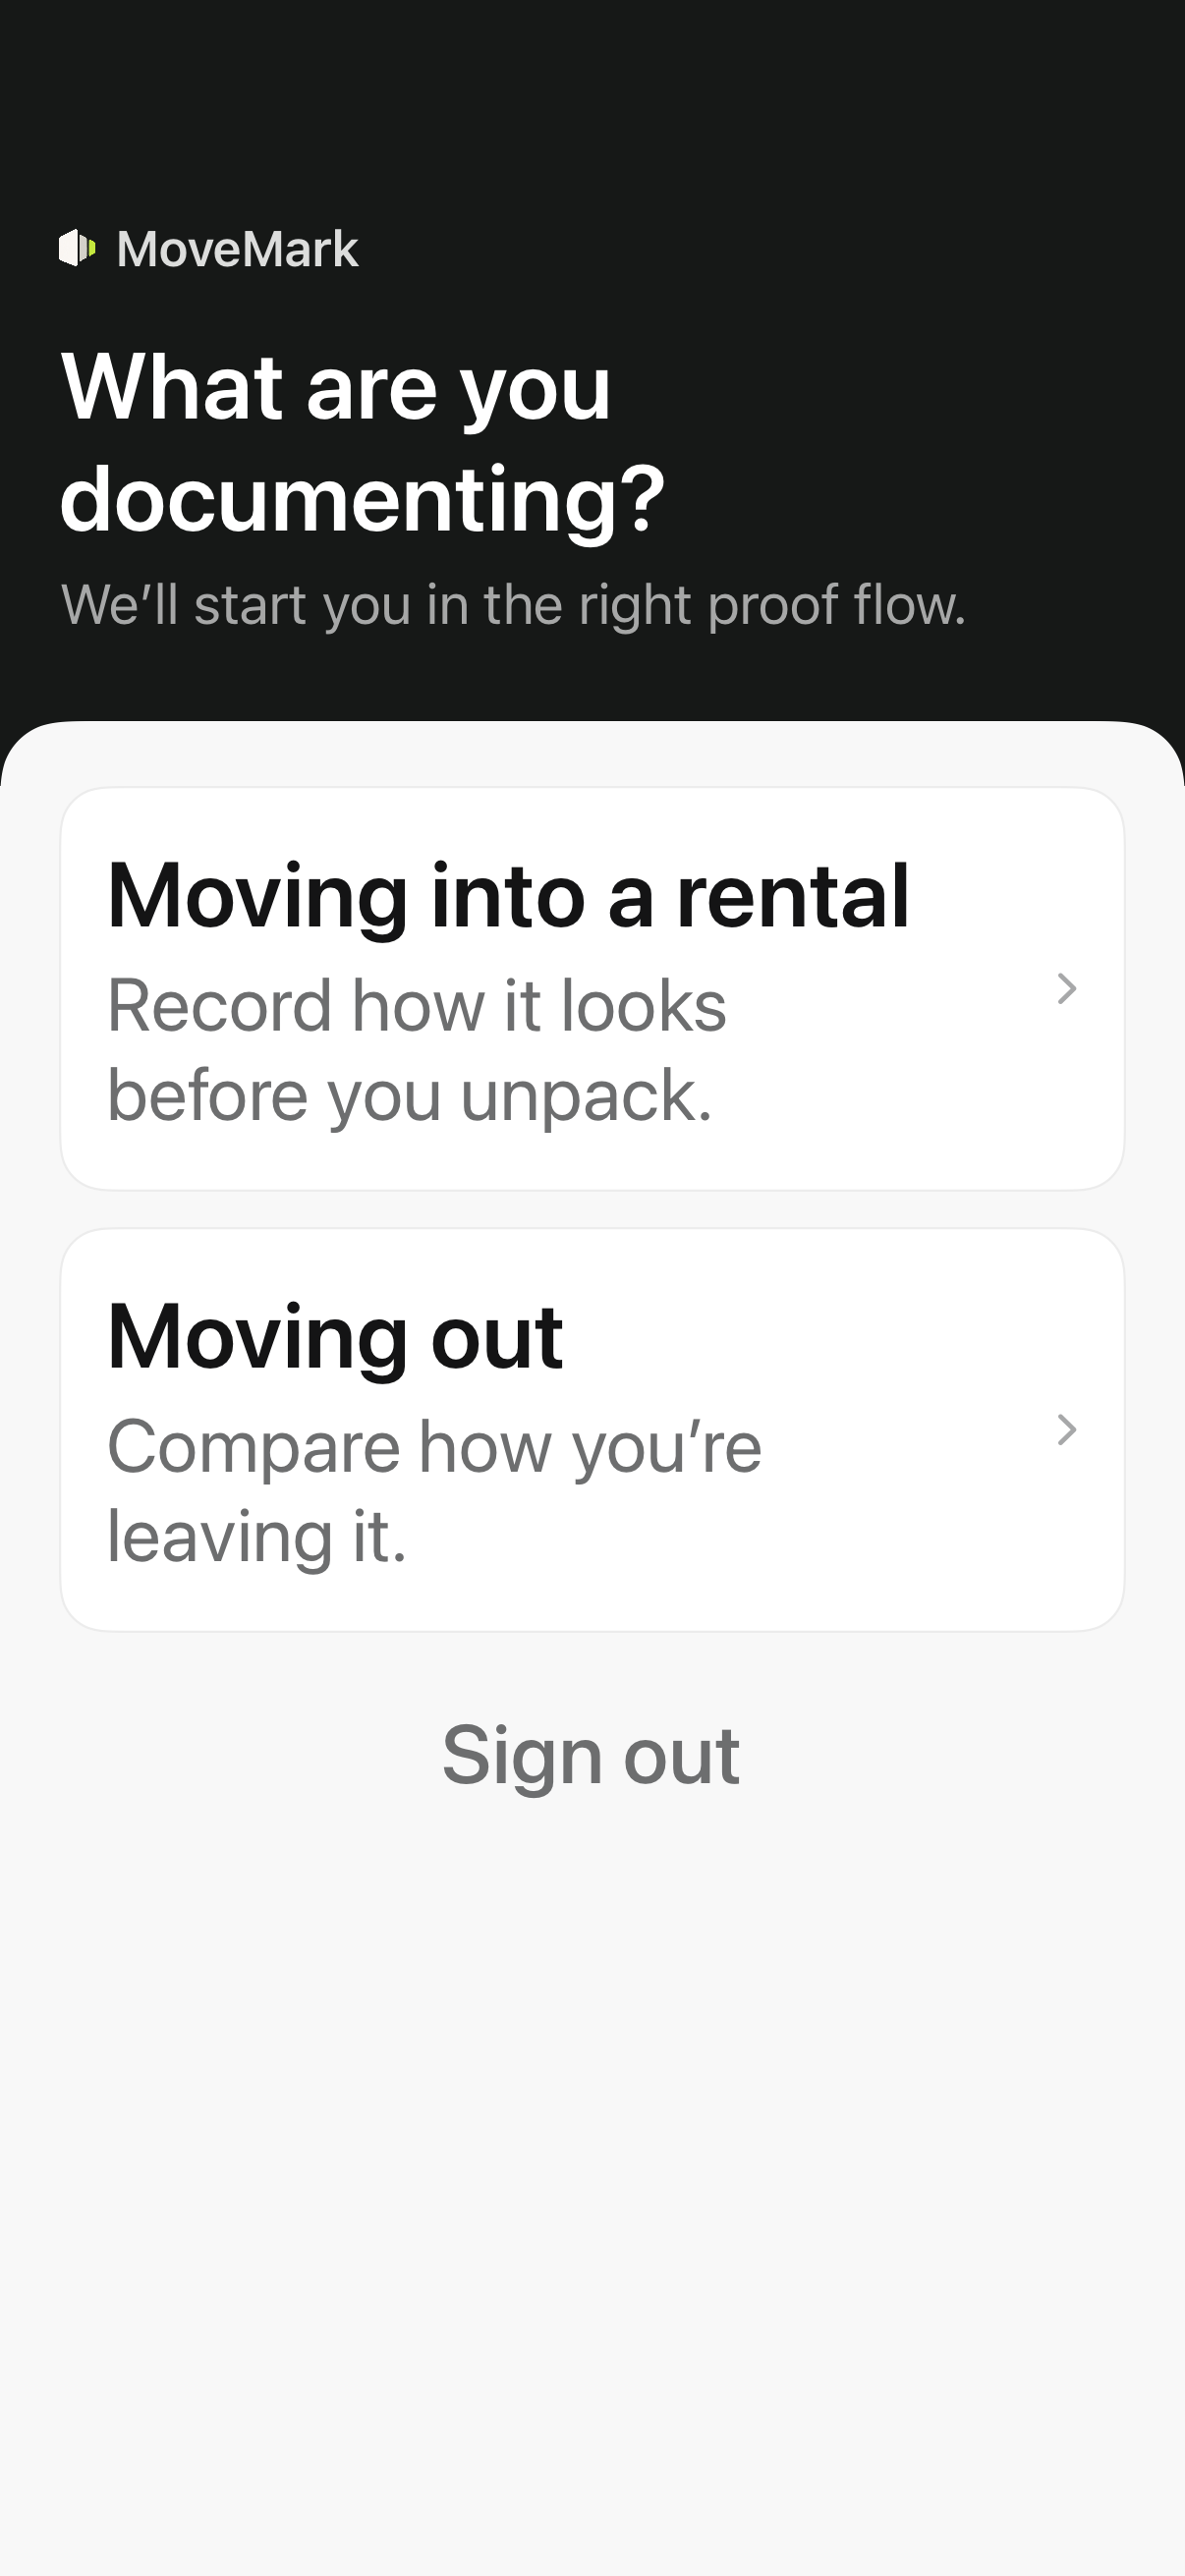 MoveMark
What are you
documenting?
We’ll start you in the right proof flow.
Moving into a rental
Record how it looks
before you unpack.
Moving out
Compare how you’re
leaving it.
Sign out